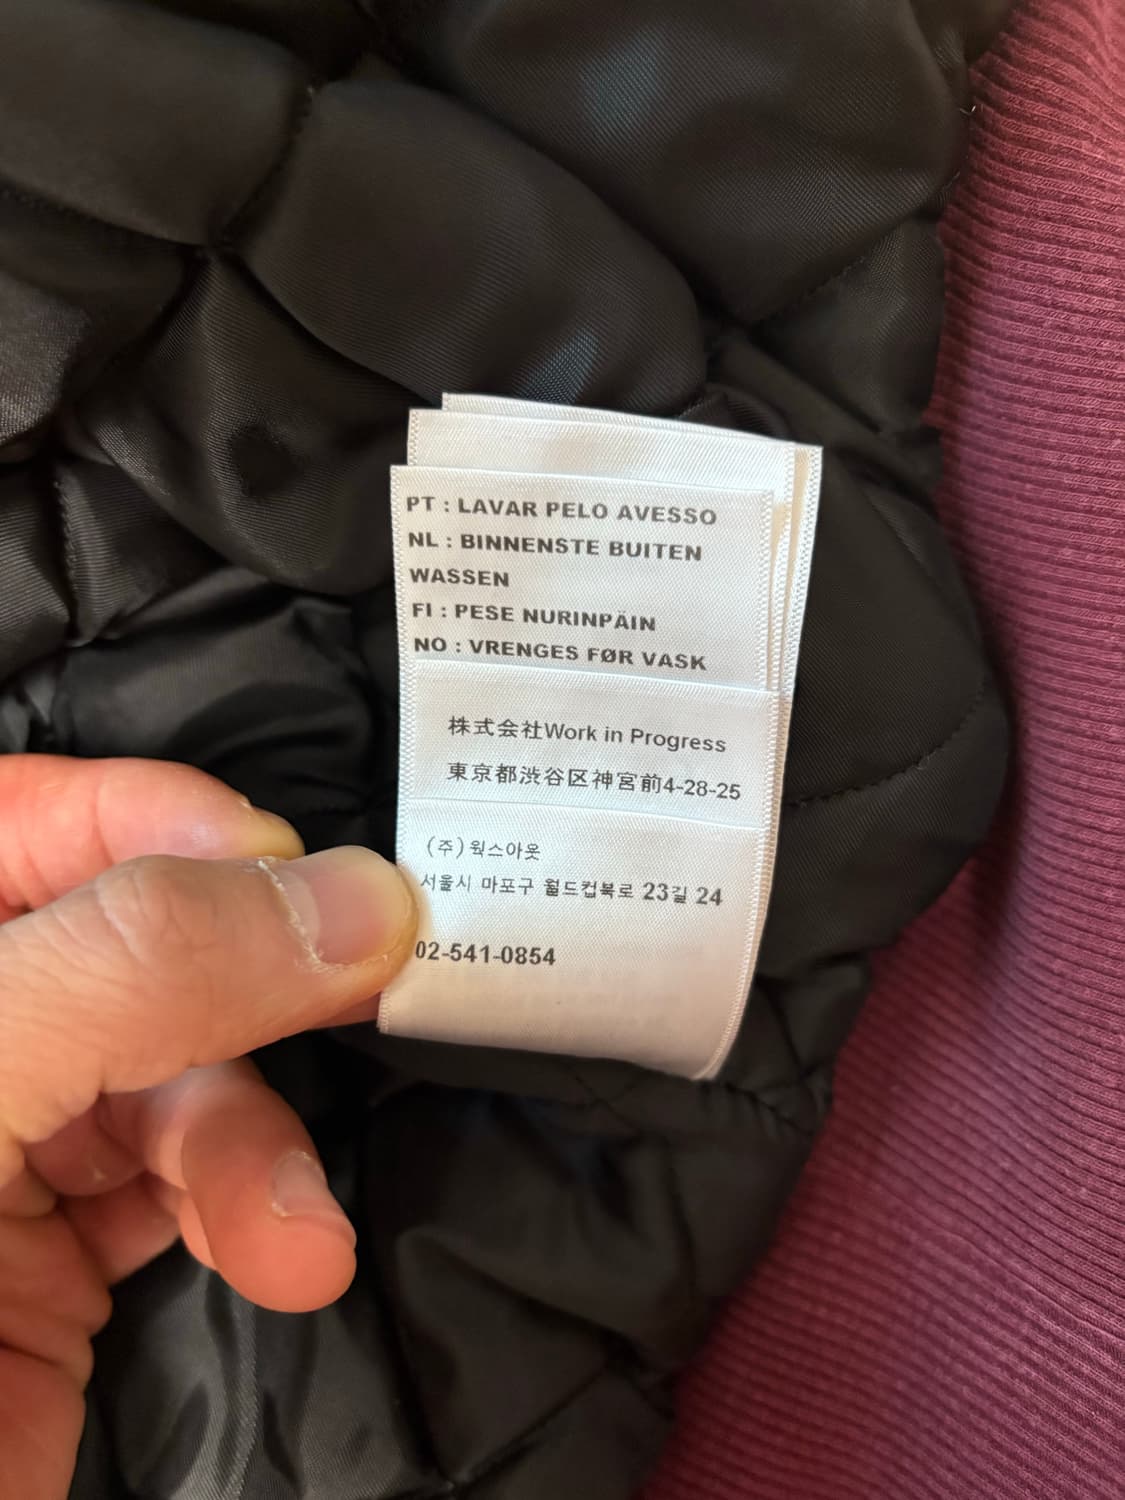 PT : LAVAR PELO AVESSO
NL : BINNENSTE BUITEN
WASSEN
FI : PESE NURINPÄIN
NO : VRENGES FØR VASK
株式会社Work in Progress
東京都渋谷区神宮前4-28-25
(주)웍스아웃
서울시 마포구 월드컵북로 23길 24
02-541-0854